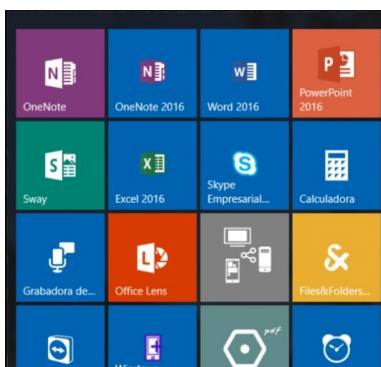 N
N
W
P
OneNote
OneNote 2016
Word 2016
PowerPoint
2016
S
X
S
Sway
Excel 2016
Skype
Empresarial...
Calculadora
L
Grabadora de...
Office Lens
Files&Folders...
pdf